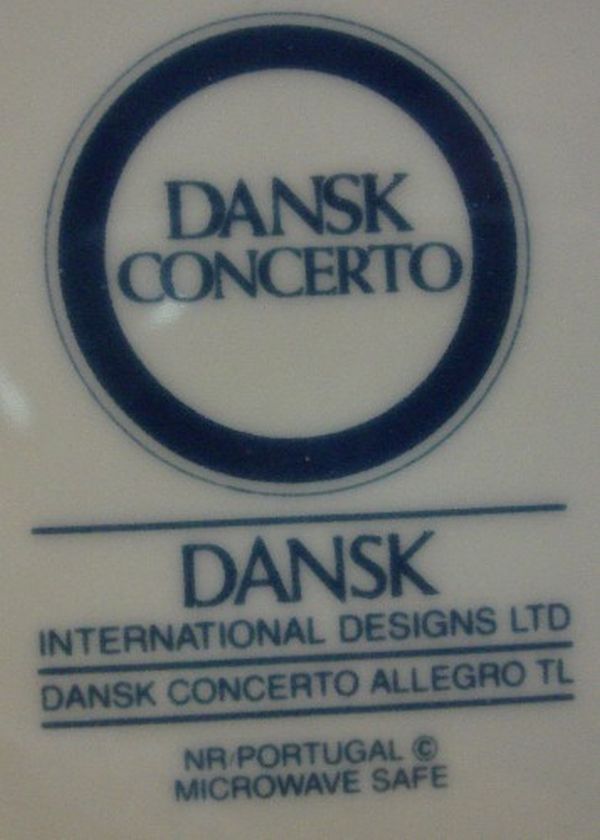 DANSK
CONCERTO
DANSK
INTERNATIONAL DESIGNS LTD
DANSK CONCERTO ALLEGRO TL
NR/PORTUGAL ©
MICROWAVE SAFE